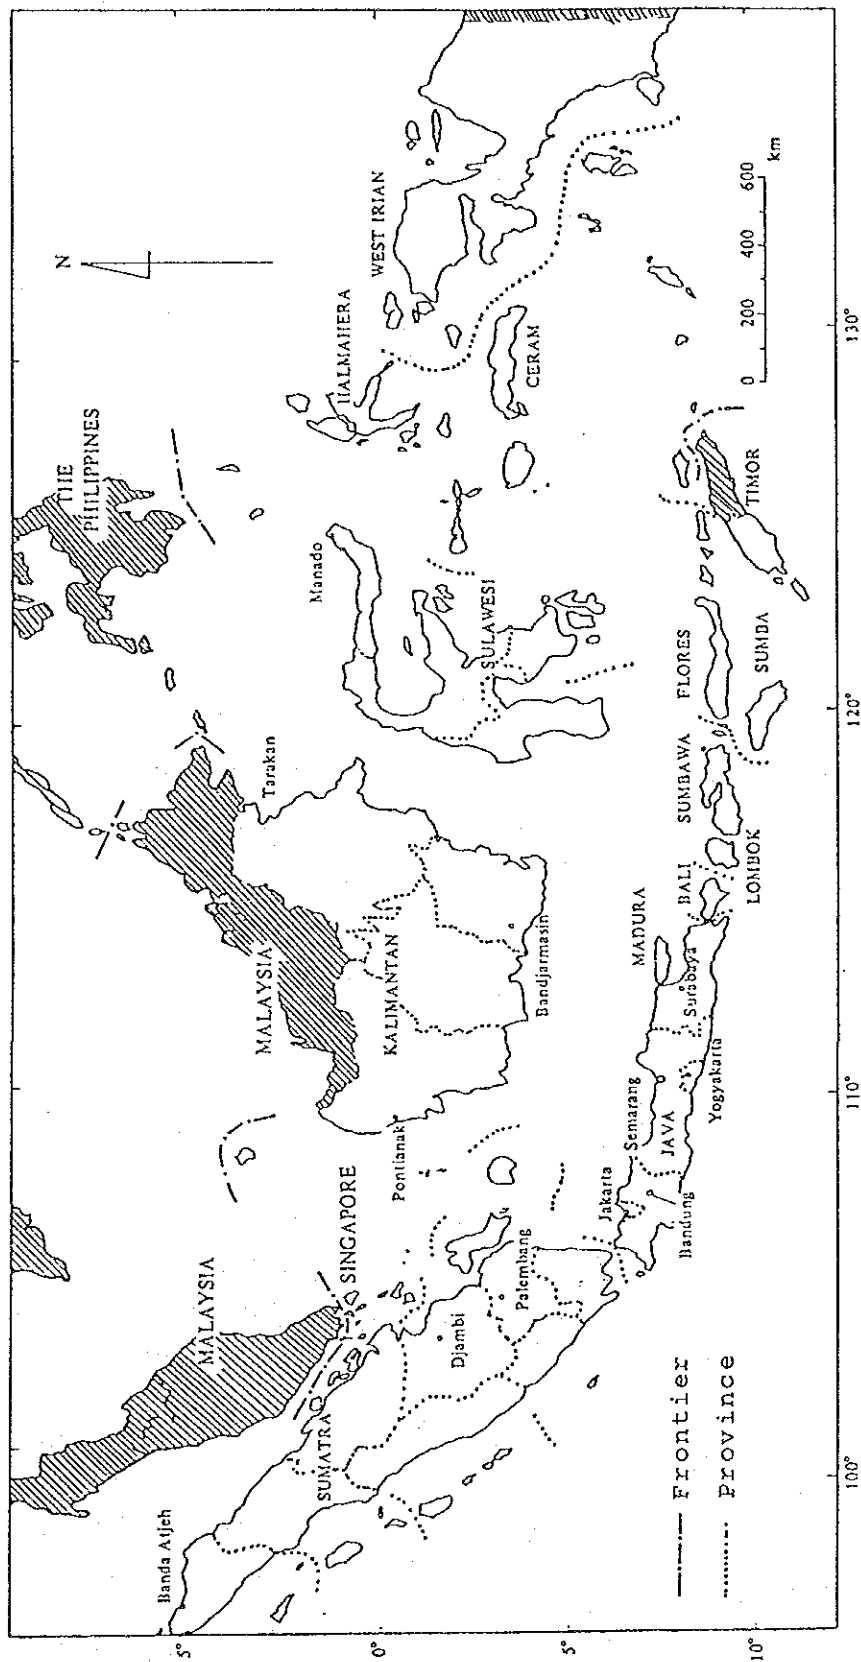 N
THE
PHILIPPINES
MALAYSIA
MALAYSIA
SINGAPORE
Banda Atjeh
SUMATRA
Djambi
Palembang
Pontianak
KALIMANTAN
Tarakan
Bandjarmasin
Manado
SULAWESI
HALMAHERA
WEST IRIAN
CERAM
Jakarta
Bandung
Semarang
JAVA
Yogyakarta
Surabaya
MADURA
BALI
LOMBOK
SUMBAWA
FLORES
SUMBA
TIMOR
Frontier
Province
0 200 400 600
km
5°
0°
5°
10°
100°
110°
120°
130°